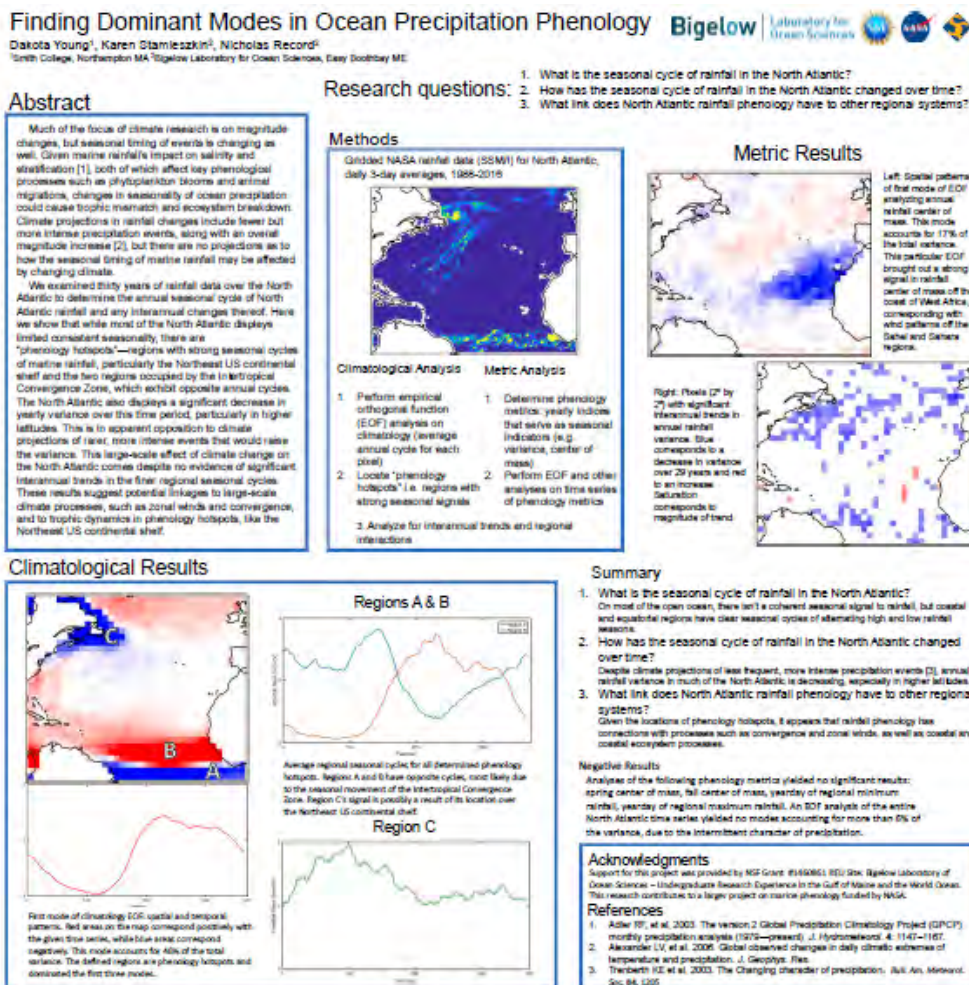 Finding Dominant Modes in Ocean Precipitation Phenology
Bigelow | Laboratory for
Ocean Sciences
NASA
Dakota Young¹, Karen Stamieszkin², Nicholas Record²
¹Smith College, Northampton MA ²Bigelow Laboratory for Ocean Sciences, Easy Boothbay ME
Research questions:
1. What is the seasonal cycle of rainfall in the North Atlantic?
2. How has the seasonal cycle of rainfall in the North Atlantic changed over time?
3. What link does North Atlantic rainfall phenology have to other regional systems?
Abstract
Much of the focus of climate research is on magnitude
changes, but seasonal timing of events is changing as
well. Given marine rainfall's impact on salinity and
stratification [1], both of which affect key phenological
processes such as phytoplankton blooms and animal
migrations, changes in seasonality of ocean precipitation
could cause trophic mismatch and ecosystem breakdown.
Climate projections in rainfall changes include fewer but
more intense precipitation events, along with an overall
magnitude increase [2], but there are no projections as to
how the seasonal timing of marine rainfall may be affected
by changing climate.
We examined thirty years of rainfall data over the North
Atlantic to determine the annual seasonal cycle of North
Atlantic rainfall and any interannual changes thereof. Here
we show that while most of the North Atlantic displays
limited consistent seasonality, there are
"phenology hotspots"—regions with strong seasonal cycles
of marine rainfall, particularly the Northeast US continental
shelf and the two regions occupied by the Intertropical
Convergence Zone, which exhibit opposite annual cycles.
The North Atlantic also displays a significant decrease in
yearly variance over this time period, particularly in higher
latitudes. This is in apparent opposition to climate
projections of rarer, more intense events that would raise
the variance. This large-scale effect of climate change on
the North Atlantic comes despite no evidence of significant
interannual trends in the finer regional seasonal cycles.
These results suggest potential linkages to large-scale
climate processes, such as zonal winds and convergence,
and to trophic dynamics in phenology hotspots, like the
Northeast US continental shelf.
Methods
Gridded NASA rainfall data (SSM/I) for North Atlantic,
daily 3-day averages, 1988-2016
Climatological Analysis
1. Perform empirical
orthogonal function
(EOF) analysis on
climatology (average
annual cycle for each
pixel)
2. Locate "phenology
hotspots" i.e. regions with
strong seasonal signals
Metric Analysis
1. Determine phenology
metrics: yearly indices
that serve as seasonal
indicators (e.g.
variance, center of
mass)
2. Perform EOF and other
analyses on time series
of phenology metrics
3. Analyze for interannual trends and regional
interactions
Metric Results
Left: Spatial patterns
of first mode of EOF
analyzing annual
rainfall center of
mass. This mode
accounts for 17% of
the total variance.
This particular EOF
brought out a strong
signal in rainfall
center of mass off the
coast of West Africa,
corresponding with
wind patterns off the
Sahel and Sahara
regions.
Right: Pixels (2° by
2°) with significant
interannual trends in
annual rainfall
variance. Blue
corresponds to a
decrease in variance
over 29 years and red
to an increase.
Saturation
corresponds to
magnitude of trend.
Climatological Results
C
B
A
First mode of climatology EOF: spatial and temporal
patterns. Red areas on the map correspond positively with
the given time series, while blue areas correspond
negatively. This mode accounts for 40% of the total
variance. The defined regions are phenology hotspots and
dominated the first three modes.
Regions A & B
Average regional seasonal cycles for all determined phenology
hotspots. Regions A and B have opposite cycles, most likely due
to the seasonal movement of the Intertropical Convergence
Zone. Region C's signal is possibly a result of its location over
the Northeast US continental shelf.
Region C
Summary
1. What is the seasonal cycle of rainfall in the North Atlantic?
On most of the open ocean, there isn't a coherent seasonal signal to rainfall, but coastal
and equatorial regions have clear seasonal cycles of alternating high and low rainfall
seasons.
2. How has the seasonal cycle of rainfall in the North Atlantic changed
over time?
Despite climate projections of less frequent, more intense precipitation events [3], annual
rainfall variance in much of the North Atlantic is decreasing, especially in higher latitudes.
3. What link does North Atlantic rainfall phenology have to other regional
systems?
Given the locations of phenology hotspots, it appears that rainfall phenology has
connections with processes such as convergence and zonal winds, as well as coastal and
coastal ecosystem processes.
Negative Results
Analyses of the following phenology metrics yielded no significant results:
spring center of mass, fall center of mass, yearday of regional minimum
rainfall, yearday of regional maximum rainfall. An EOF analysis of the entire
North Atlantic time series yielded no modes accounting for more than 6% of
the variance, due to the intermittent character of precipitation.
Acknowledgments
Support for this project was provided by NSF Grant REU Site: Bigelow Laboratory of
Ocean Sciences – Undergraduate Research Experience in the Gulf of Maine and the World Ocean.
This research contributes to a larger project on marine phenology funded by NASA.
References
1. Adler RF, et al. 2003. The version 2 Global Precipitation Climatology Project (GPCP)
monthly precipitation analysis (1979—present). J. Hydrometeorol. 4: 1147–1167.
2. Alexander LV, et al. 2006. Global observed changes in daily climate extremes of
temperature and precipitation. J. Geophys. Res.
3. Trenberth KE et al. 2003. The Changing character of precipitation. Bull. Am. Meteorol.
Soc. 84, 1205